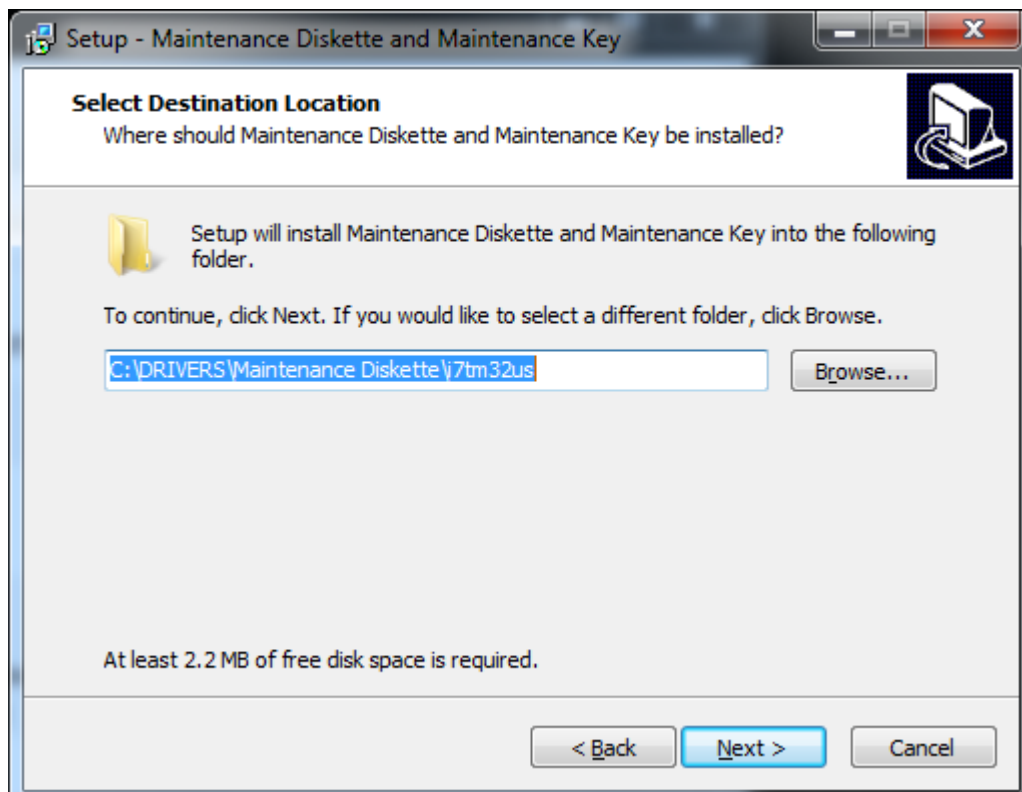 Setup - Maintenance Diskette and Maintenance Key
Select Destination Location
Where should Maintenance Diskette and Maintenance Key be installed?
Setup will install Maintenance Diskette and Maintenance Key into the following
folder.
To continue, click Next. If you would like to select a different folder, click Browse.
C:\DRIVERS\Maintenance Diskette\j7tm32us
Browse...
At least 2.2 MB of free disk space is required.
< Back
Next >
Cancel